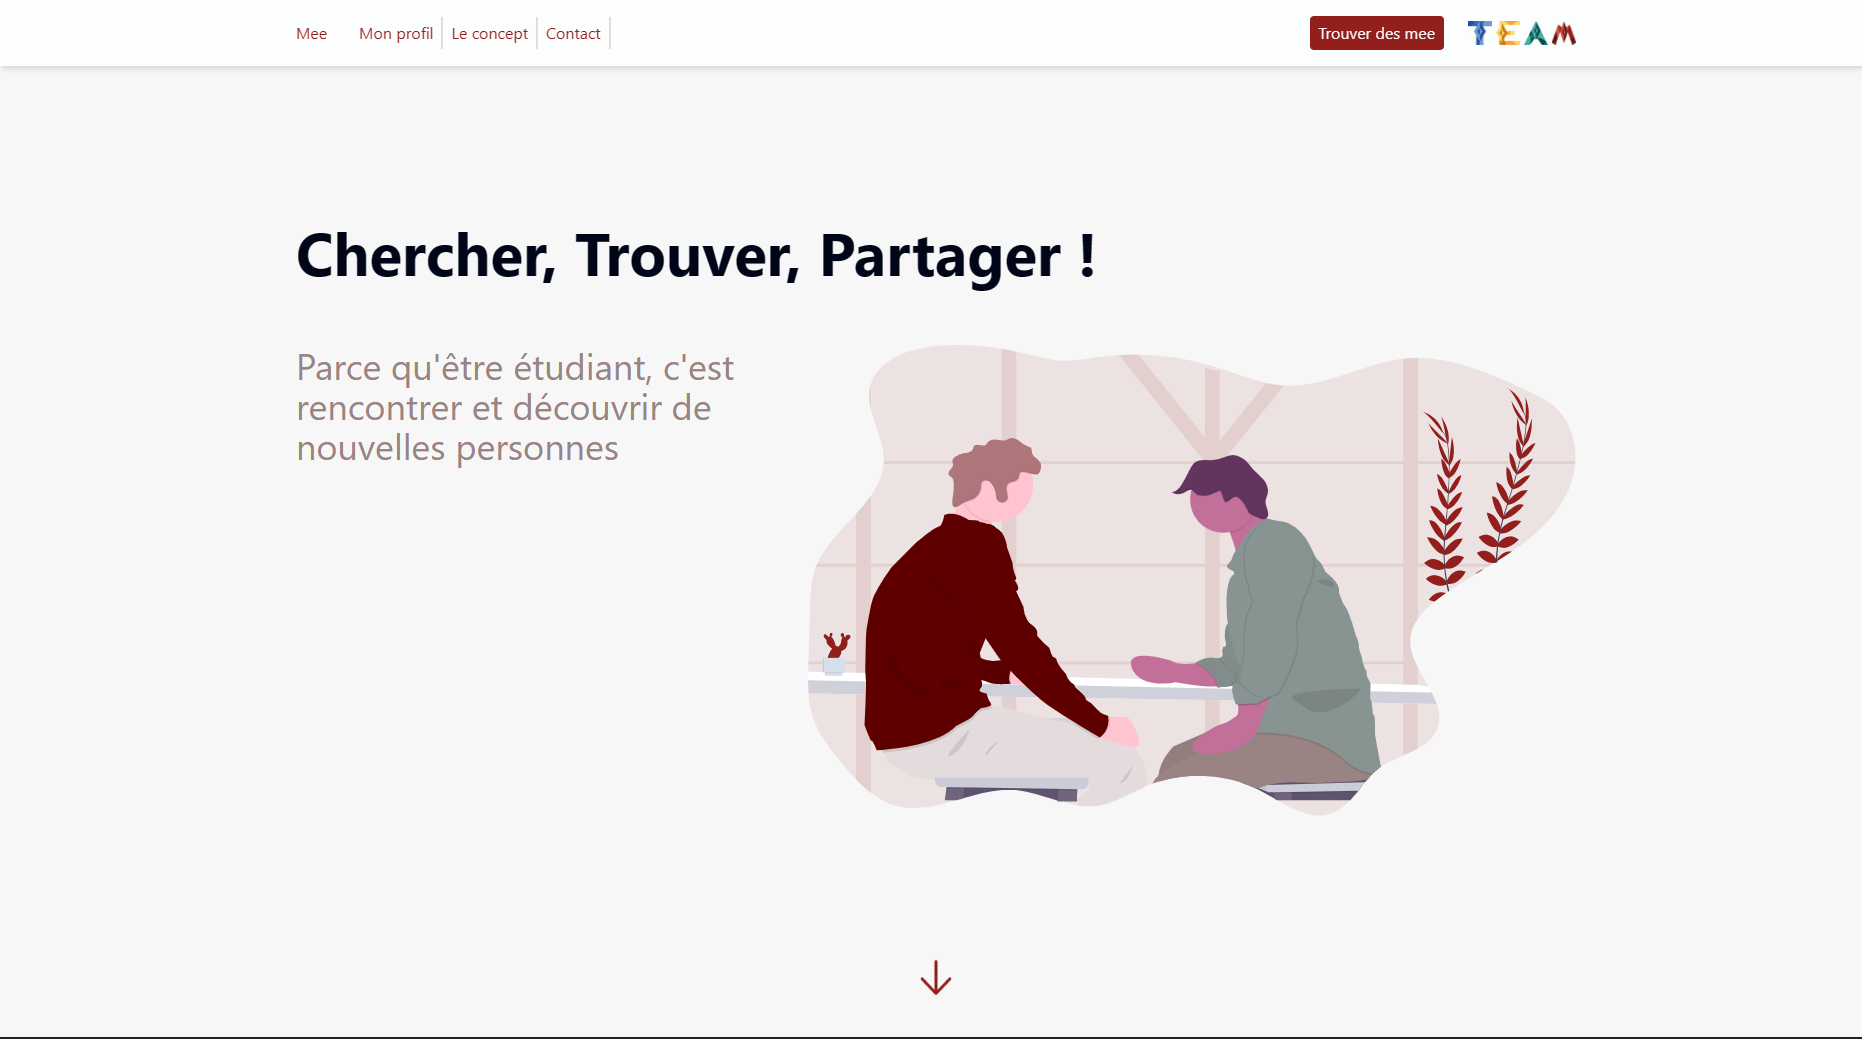 Mee
Mon profil
Le concept
Contact
Trouver des mee
TEAM
Chercher, Trouver, Partager !
Parce qu'être étudiant, c'est
rencontrer et découvrir de
nouvelles personnes